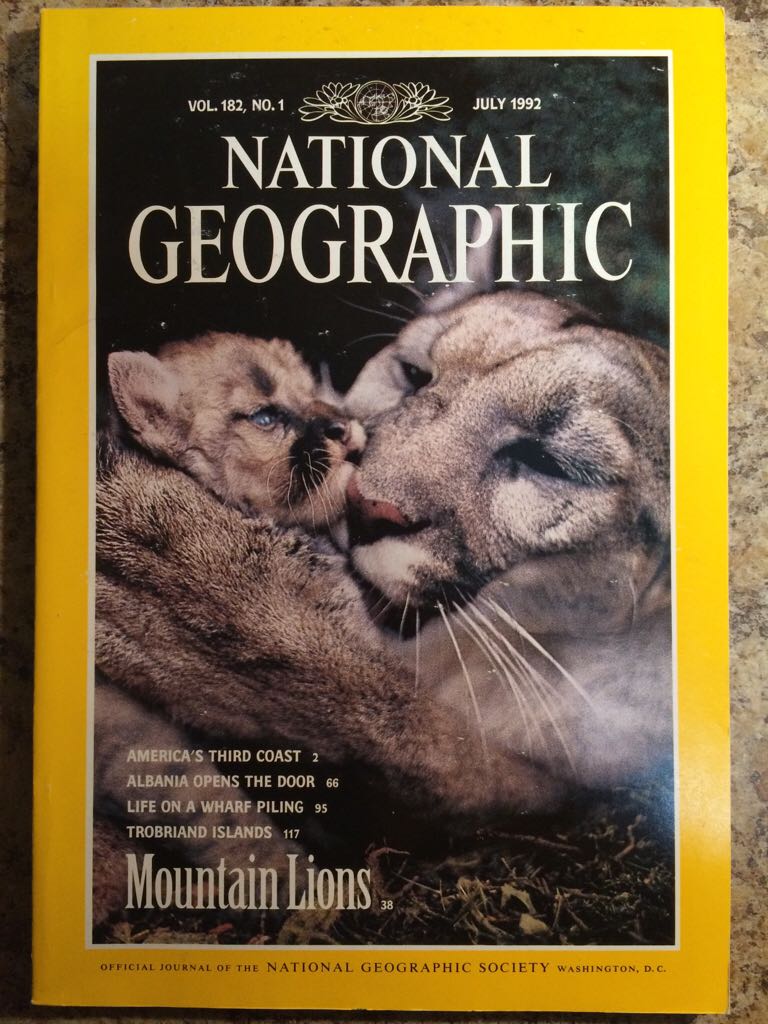 VOL. 182, NO. 1 JULY 1992
NATIONAL
GEOGRAPHIC
AMERICA'S THIRD COAST 2
ALBANIA OPENS THE DOOR 66
LIFE ON A WHARF PILING 95
TROBRIAND ISLANDS 117
Mountain Lions 38
OFFICIAL JOURNAL OF THE NATIONAL GEOGRAPHIC SOCIETY WASHINGTON, D.C.